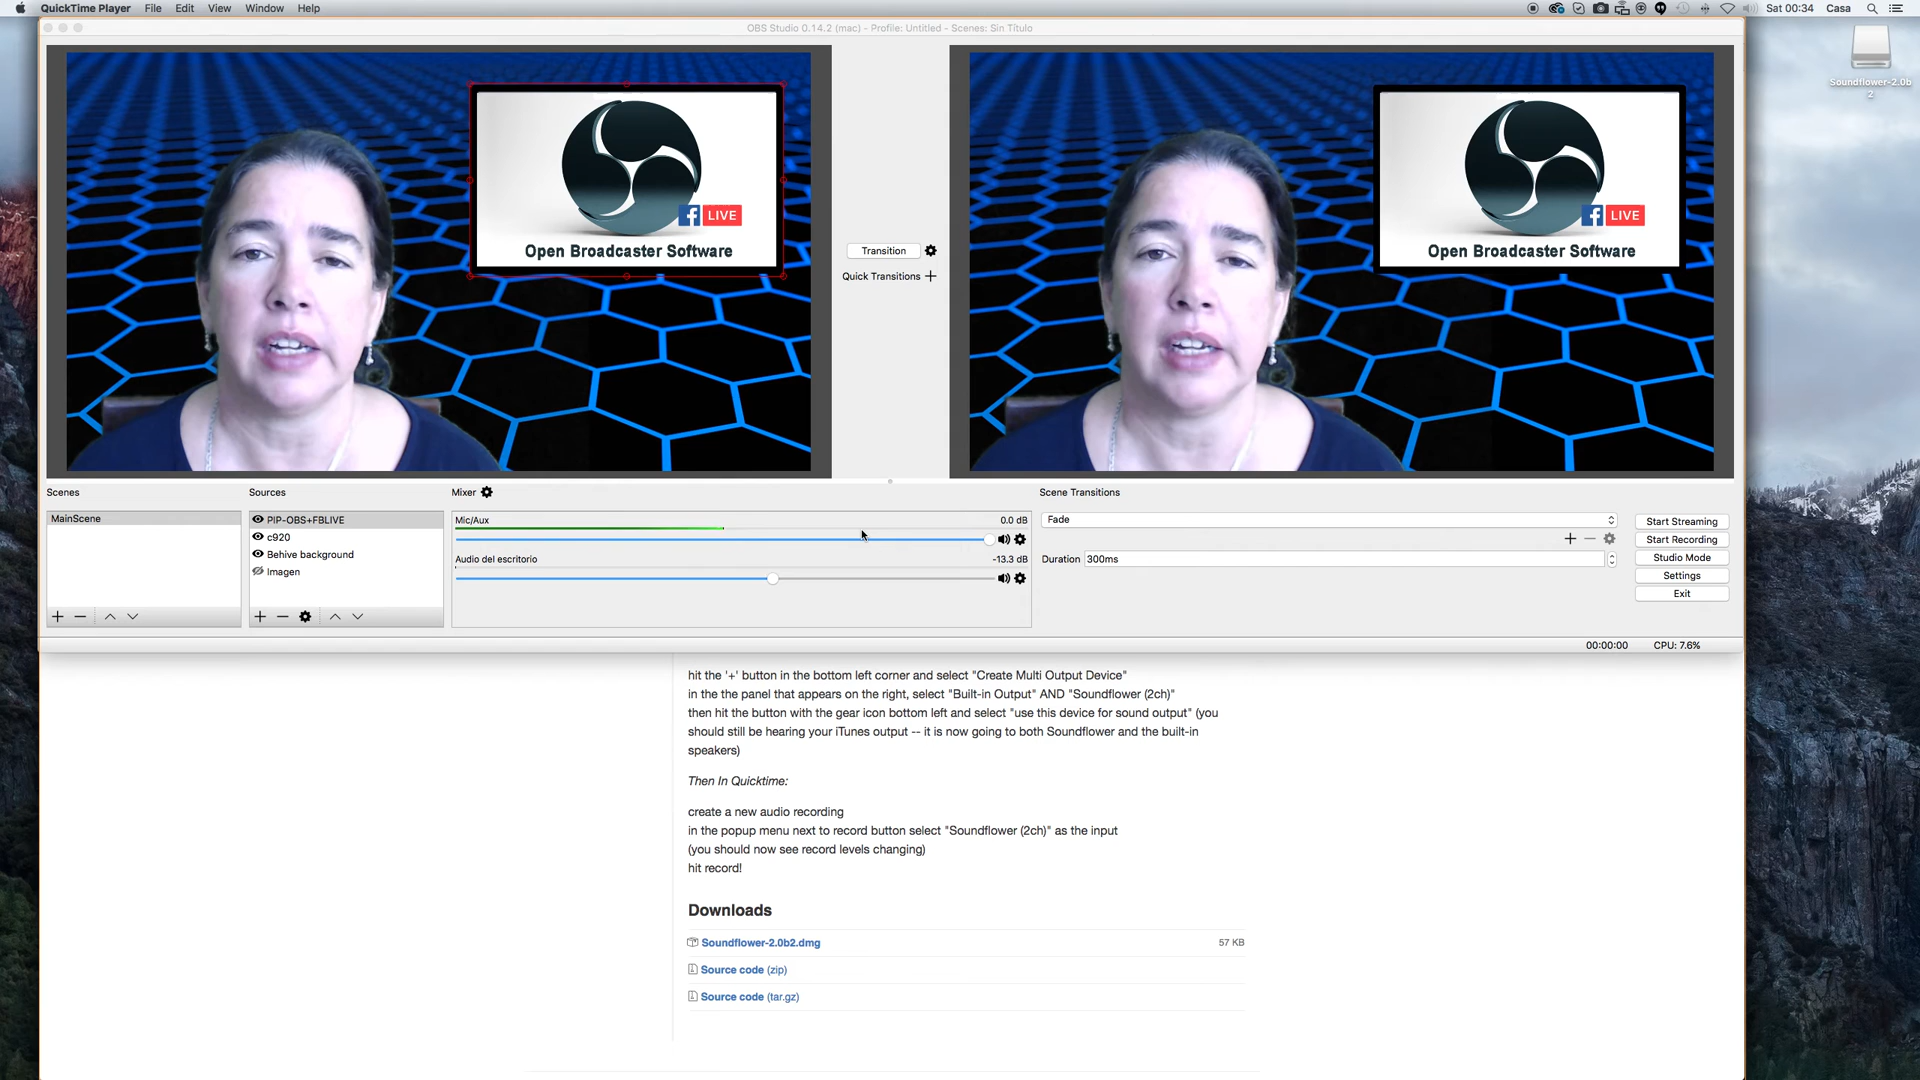 QuickTime Player File Edit View Window Help
Sat 00:34 Casa
OBS Studio 0.14.2 (mac) - Profile: Untitled - Scenes: Sin Título
Soundflower-2.0b
2
f LIVE
Open Broadcaster Software
Transition
Quick Transitions
f LIVE
Open Broadcaster Software
Scenes
MainScene
Sources
PIP-OBS+FBLIVE
c920
Behive background
Imagen
Mixer
Mic/Aux 0.0 dB
Audio del escritorio -13.3 dB
Scene Transitions
Fade
Duration 300ms
Start Streaming
Start Recording
Studio Mode
Settings
Exit
00:00:00 CPU: 7.6%
hit the '+' button in the bottom left corner and select "Create Multi Output Device"
in the the panel that appears on the right, select "Built-in Output" AND "Soundflower (2ch)"
then hit the button with the gear icon bottom left and select "use this device for sound output" (you
should still be hearing your iTunes output -- it is now going to both Soundflower and the built-in
speakers)
Then In Quicktime:
create a new audio recording
in the popup menu next to record button select "Soundflower (2ch)" as the input
(you should now see record levels changing)
hit record!
Downloads
Soundflower-2.0b2.dmg 57 KB
Source code (zip)
Source code (tar.gz)